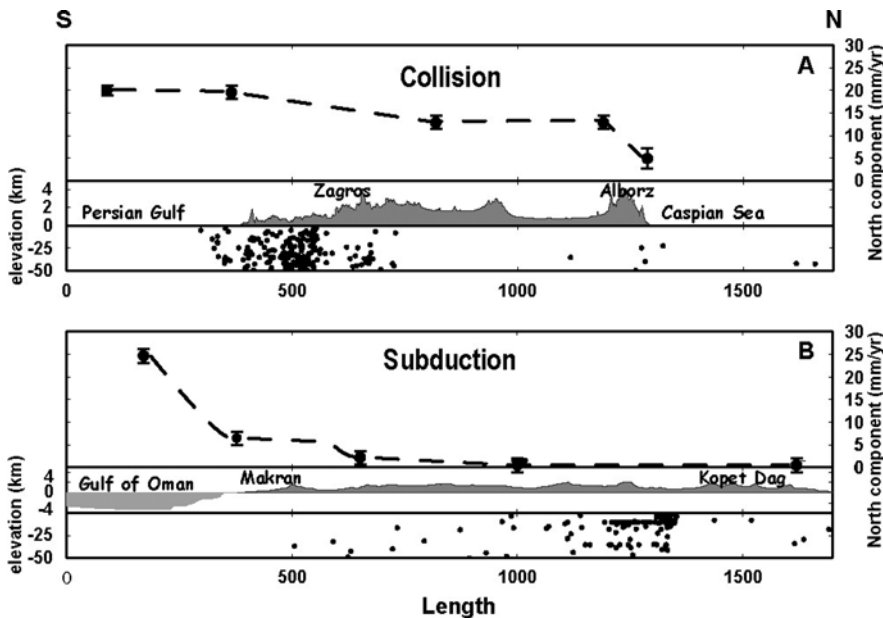 S N
30
25
20
15
10
5
0
North component (mm/yr)
A
Collision
elevation (km)
4
2
0
-25
-50
Zagros
Alborz
Persian Gulf
Caspian Sea
0 500 1000 1500
30
25
20
15
10
5
0
North component (mm/yr)
B
Subduction
elevation (km)
4
0
-4
-25
-50
Gulf of Oman
Makran
Kopet Dag
0 500 1000 1500
Length